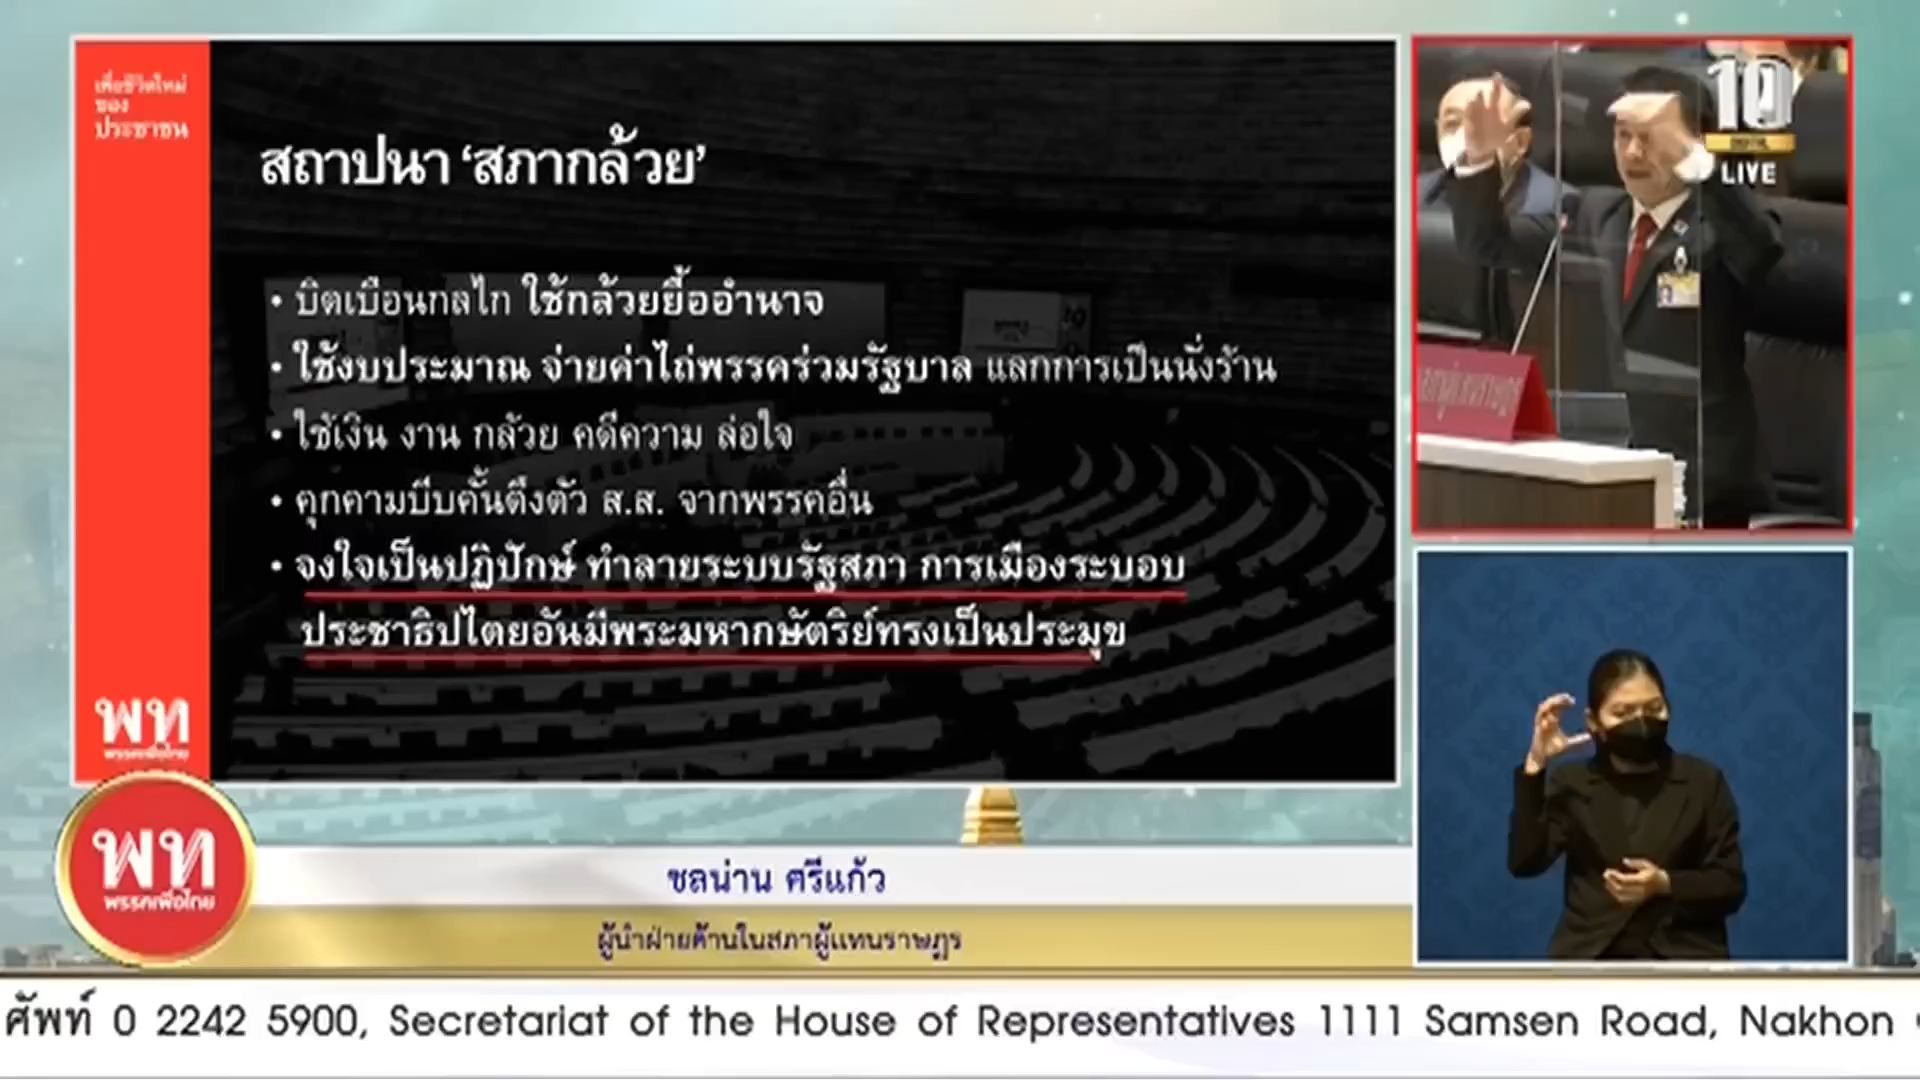 เพื่อชีวิตใหม่
ของ
ประชาชน
สถาปนา ‘สภากล้วย’
• บิดเบือนกลไก ใช้กล้วยยื้ออำนาจ
• ใช้งบประมาณ จ่ายค่าไถ่พรรคร่วมรัฐบาล แลกการเป็นนั่งร้าน
• ใช้เงิน งาน กล้วย คดีความ ล่อใจ
• คุกคามบีบคั้นดึงตัว ส.ส. จากพรรคอื่น
• จงใจเป็นปฏิปักษ์ ทำลายระบบรัฐสภา การเมืองระบอบ
ประชาธิปไตยอันมีพระมหากษัตริย์ทรงเป็นประมุข
พท
พรรคเพื่อไทย
10
LIVE
พท
พรรคเพื่อไทย
ชลน่าน ศรีแก้ว
ผู้นำฝ่ายค้านในสภาผู้แทนราษฎร
ศัพท์ 0 2242 5900, Secretariat of the House of Representatives 1111 Samsen Road, Nakhon